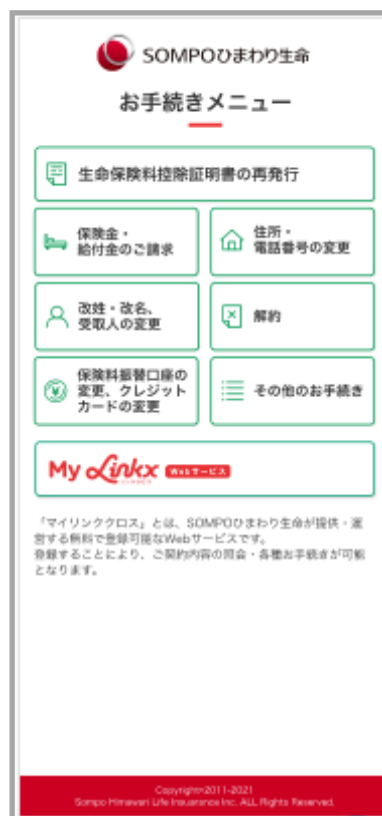 SOMPOひまわり生命
お手続きメニュー
生命保険料控除証明書の再発行
保険金・
給付金のご請求
住所・
電話番号の変更
改姓・改名、
受取人の変更
解約
保険料振替口座の
変更、クレジット
カードの変更
その他のお手続き
My Linkx Webサービス
「マイリンククロス」とは、SOMPOひまわり生命が提供・運
営する無料で登録可能なWebサービスです。
登録することにより、ご契約内容の照会・各種お手続きが可能
となります。
Copyright©2011-2021
Sompo Himawari Life Insuarance Inc. ALL Rights Reserved.